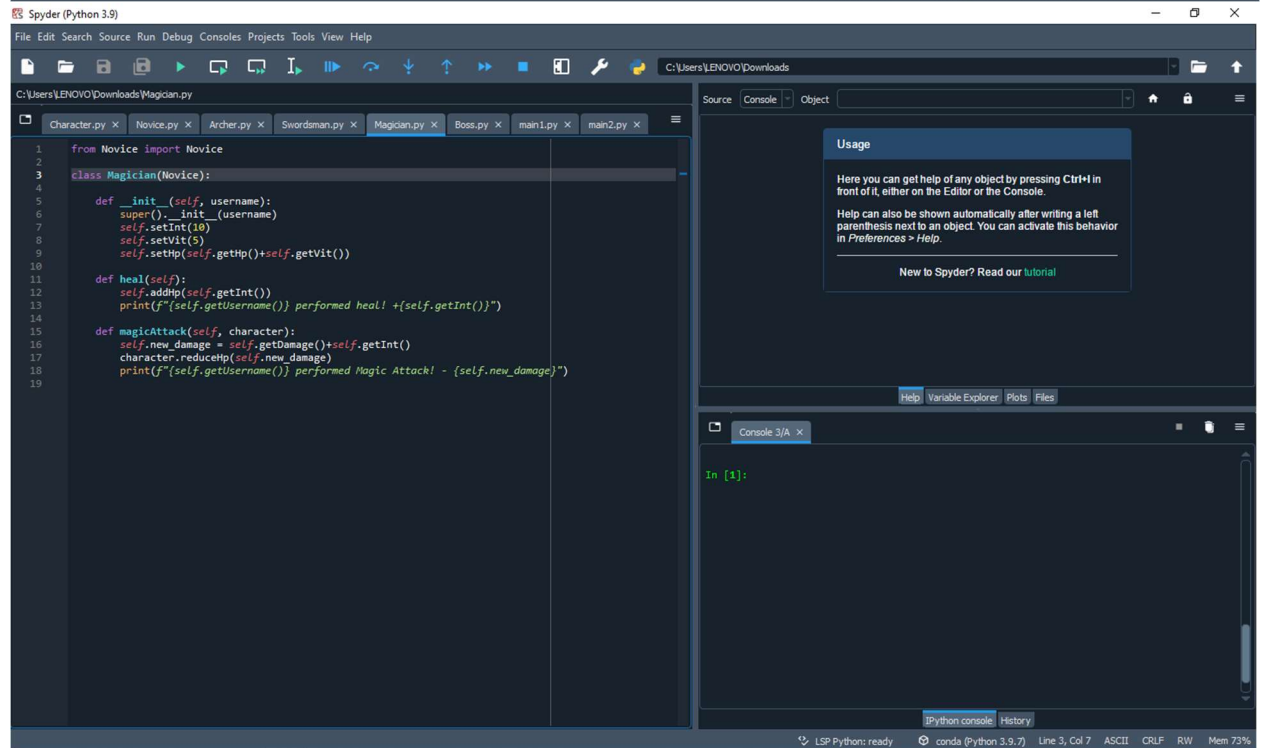 Spyder (Python 3.9)
File Edit Search Source Run Debug Consoles Projects Tools View Help
C:\Users\LENOVO\Downloads
C:\Users\LENOVO\Downloads\Magician.py
Character.py × Novice.py × Archer.py × Swordsman.py × Magician.py × Boss.py × main1.py × main2.py ×
1 from Novice import Novice
2
3 class Magician(Novice):
4
5     def __init__(self, username):
6         super().__init__(username)
7         self.setInt(10)
8         self.setVit(5)
9         self.setHp(self.getHp()+self.getVit())
10
11     def heal(self):
12         self.addHp(self.getInt())
13         print(f"{self.getUsername()} performed heal! +{self.getInt()}")
14
15     def magicAttack(self, character):
16         self.new_damage = self.getDamage()+self.getInt()
17         character.reduceHp(self.new_damage)
18         print(f"{self.getUsername()} performed Magic Attack! - {self.new_damage}")
19
Source Console Object
Usage
Here you can get help of any object by pressing Ctrl+I in
front of it, either on the Editor or the Console.
Help can also be shown automatically after writing a left
parenthesis next to an object. You can activate this behavior
in Preferences > Help.
New to Spyder? Read our tutorial
Help Variable Explorer Plots Files
Console 3/A ×
In [1]:
IPython console History
LSP Python: ready conda (Python 3.9.7) Line 3, Col 7 ASCII CRLF RW Mem 73%